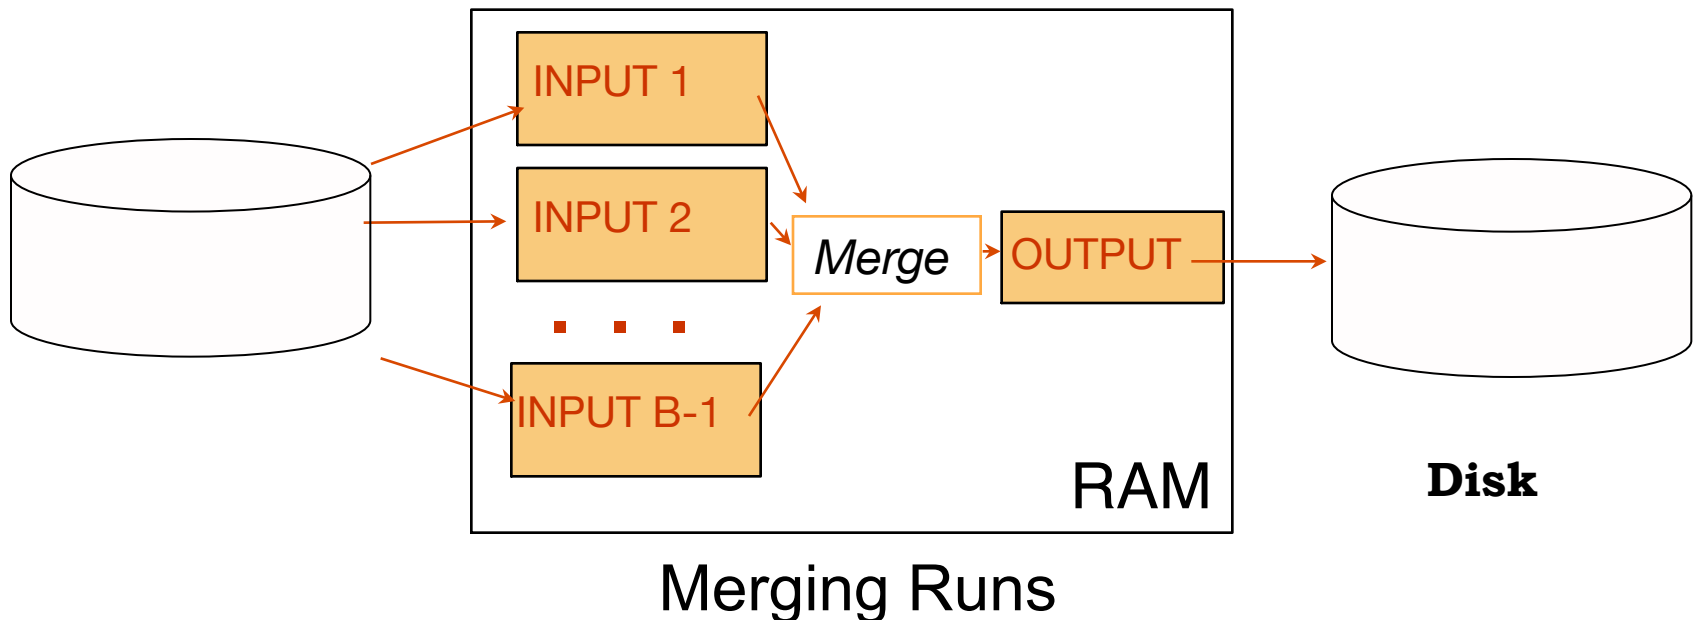 INPUT 1
INPUT 2
. . .
INPUT B-1
Merge
OUTPUT
RAM
Disk
Merging Runs